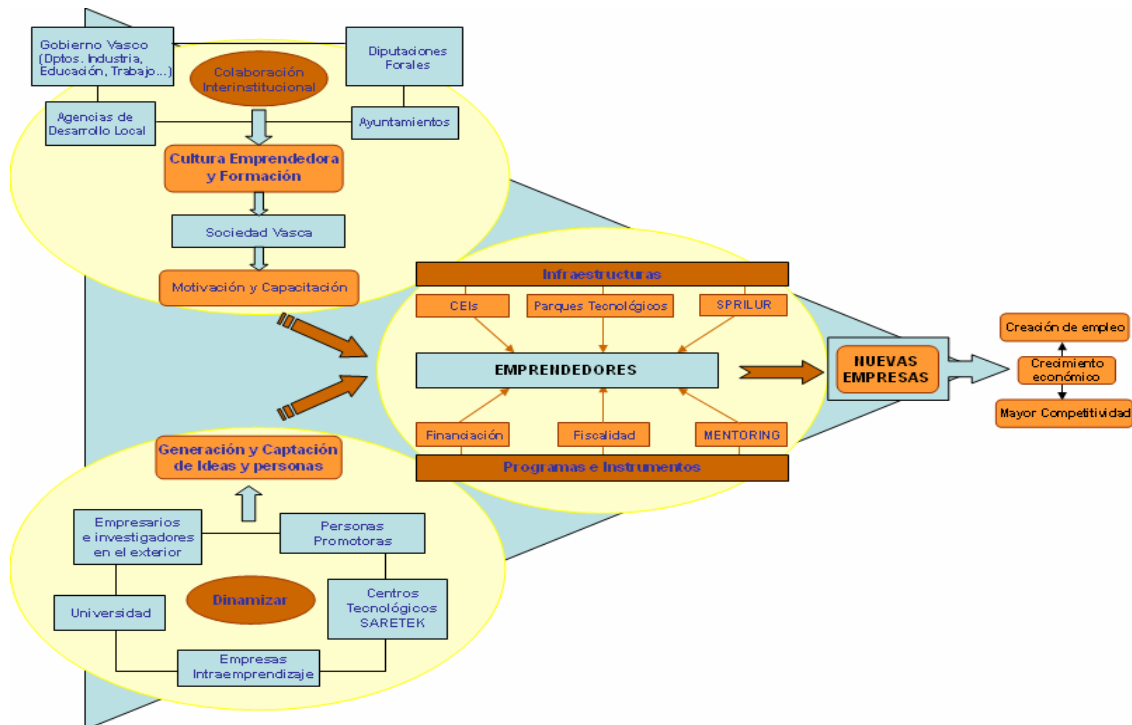 Gobierno Vasco
(Dptos. Industria,
Educación, Trabajo...)
Diputaciones
Forales
Colaboración
Interinstitucional
Agencias de
Desarrollo Local
Ayuntamientos
Cultura Emprendedora
y Formación
Sociedad Vasca
Motivación y Capacitación
Infraestructuras
CEIs
Parques Tecnológicos
SPRILUR
EMPRENDEDORES
Financiación
Fiscalidad
MENTORING
Programas e Instrumentos
NUEVAS
EMPRESAS
Creación de empleo
Crecimiento
económico
Mayor Competitividad
Generación y Captación
de Ideas y personas
Empresarios
e investigadores
en el exterior
Personas
Promotoras
Universidad
Dinamizar
Centros
Tecnológicos
SARETEK
Empresas
Intraemprendizaje